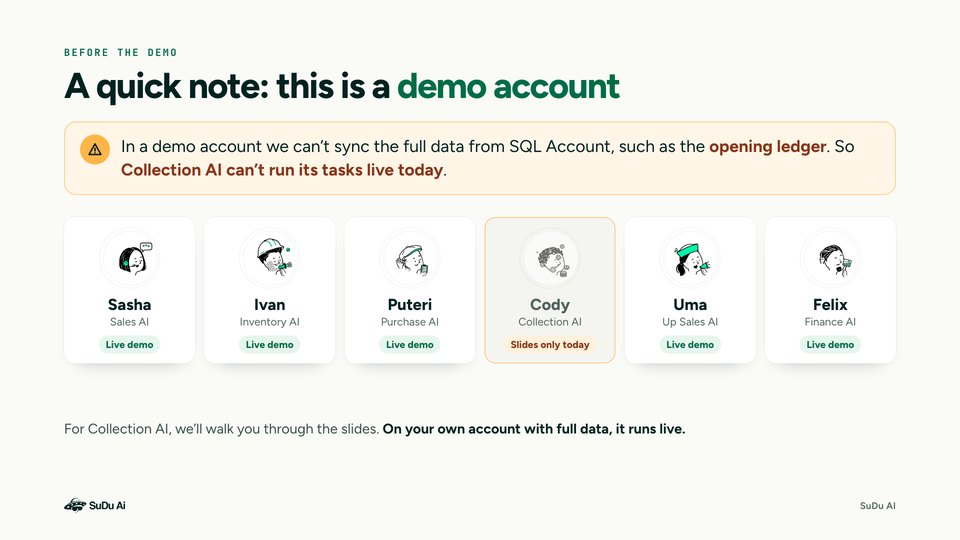 BEFORE THE DEMO
A quick note: this is a demo account
In a demo account we can’t sync the full data from SQL Account, such as the opening ledger. So
Collection AI can’t run its tasks live today.
Sasha
Sales AI
Live demo
Ivan
Inventory AI
Live demo
Puteri
Purchase AI
Live demo
Cody
Collection AI
Slides only today
Uma
Up Sales AI
Live demo
Felix
Finance AI
Live demo
For Collection AI, we’ll walk you through the slides. On your own account with full data, it runs live.
SuDu Ai
SuDu AI